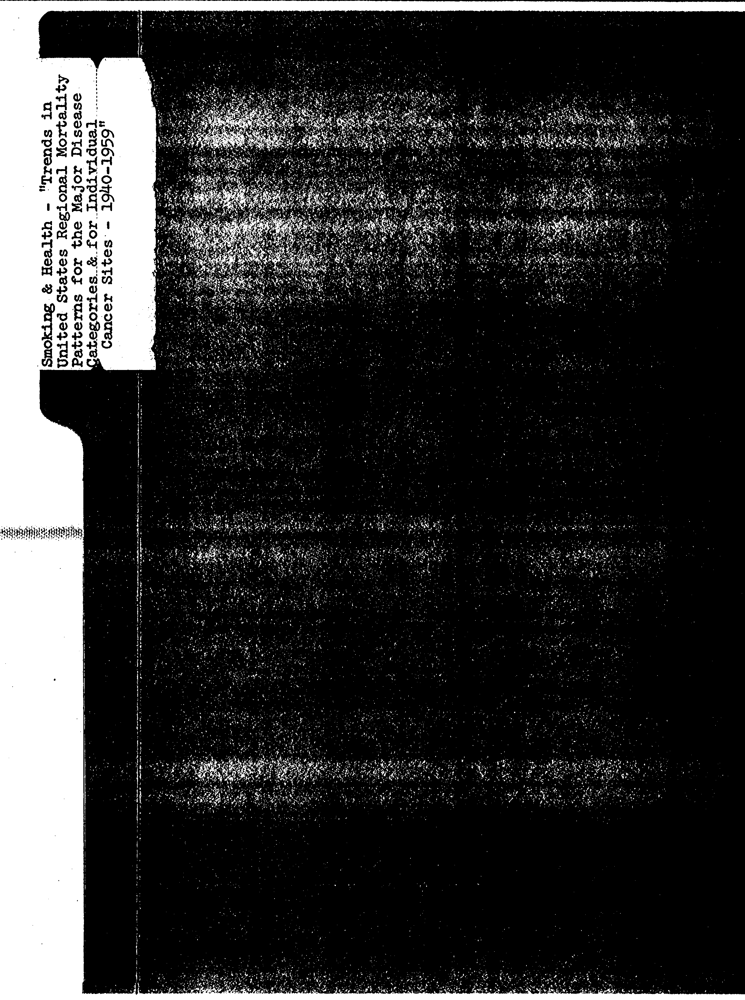 Smoking & Health - "Trends in
United States Regional Mortality
Patterns for the Major Disease
Categories & for Individual
Cancer Sites - 1940-1959"